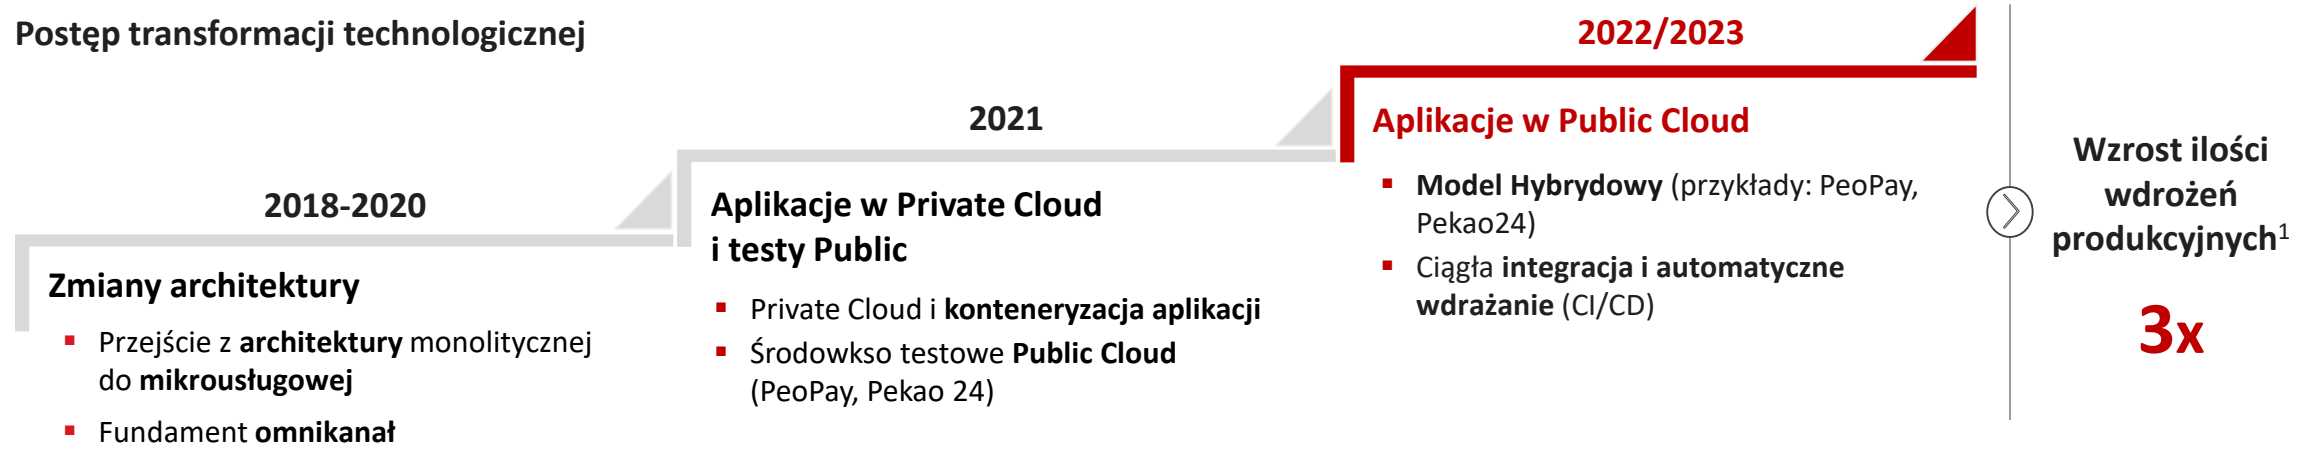 Postęp transformacji technologicznej
2018-2020
Zmiany architektury
▪ Przejście z architektury monolitycznej
do mikrousługowej
▪ Fundament omnikanał
2021
Aplikacje w Private Cloud
i testy Public
▪ Private Cloud i konteneryzacja aplikacji
▪ Środowkso testowe Public Cloud
(PeoPay, Pekao 24)
2022/2023
Aplikacje w Public Cloud
▪ Model Hybrydowy (przykłady: PeoPay,
Pekao24)
▪ Ciągła integracja i automatyczne
wdrażanie (CI/CD)
Wzrost ilości
wdrożeń
produkcyjnych¹
3x